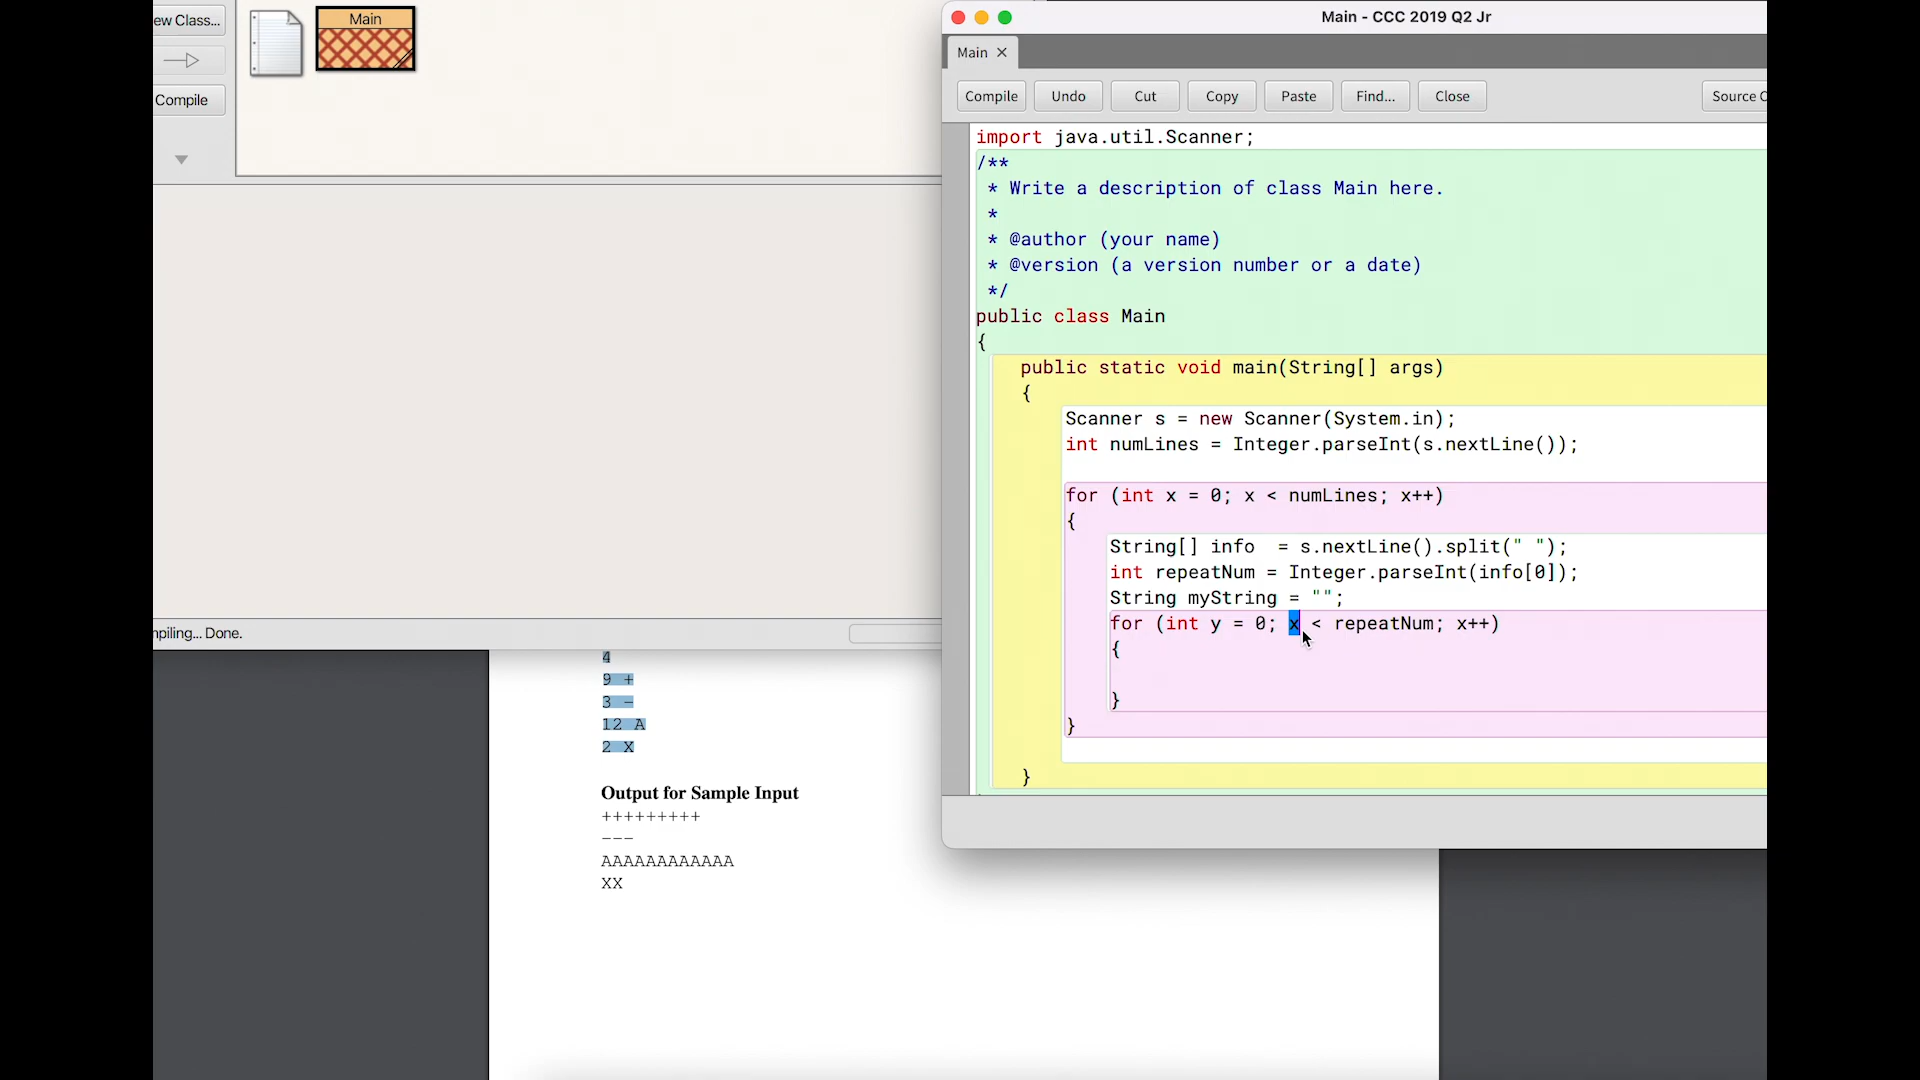 ew Class...
Compile
Main
piling... Done.
4
9 +
3 -
12 A
2 X
Output for Sample Input
+++++++++
---
AAAAAAAAAAAA
XX
Main - CCC 2019 Q2 Jr
Main ×
Compile Undo Cut Copy Paste Find... Close Source
import java.util.Scanner;
/**
* Write a description of class Main here.
*
* @author (your name)
* @version (a version number or a date)
*/
public class Main
{
public static void main(String[] args)
{
Scanner s = new Scanner(System.in);
int numLines = Integer.parseInt(s.nextLine());
for (int x = 0; x < numLines; x++)
{
String[] info  = s.nextLine().split(" ");
int repeatNum = Integer.parseInt(info[0]);
String myString = "";
for (int y = 0; x < repeatNum; x++)
{
}
}
}